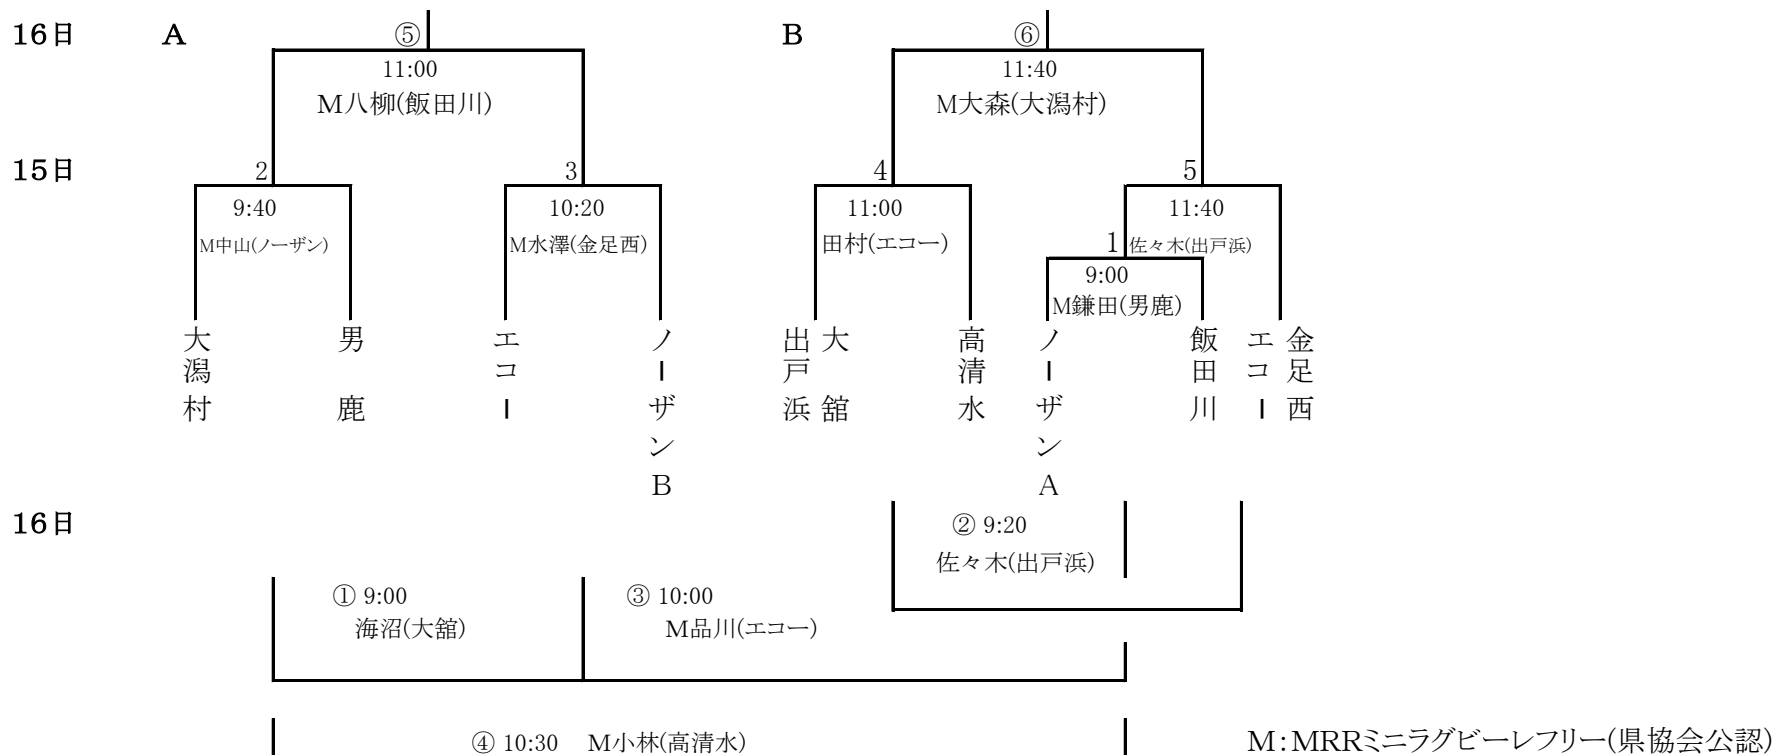 16日 A ⑤ B ⑥
11:00 11:40
M八柳(飯田川) M大森(大潟村)
15日 2 3 4 5
9:40 10:20 11:00 11:40
M中山(ノーザン) M水澤(金足西) 田村(エコー) 1 佐々木(出戸浜)
9:00
M鎌田(男鹿)
大潟村
男鹿
エコー
ノーザンB
出戸浜
大舘
高清水
ノーザンA
飯田川
エコー
金足西
16日 ② 9:20
佐々木(出戸浜)
① 9:00 ③ 10:00
海沼(大舘) M品川(エコー)
④ 10:30 M小林(高清水) M:MRRミニラグビーレフリー(県協会公認)